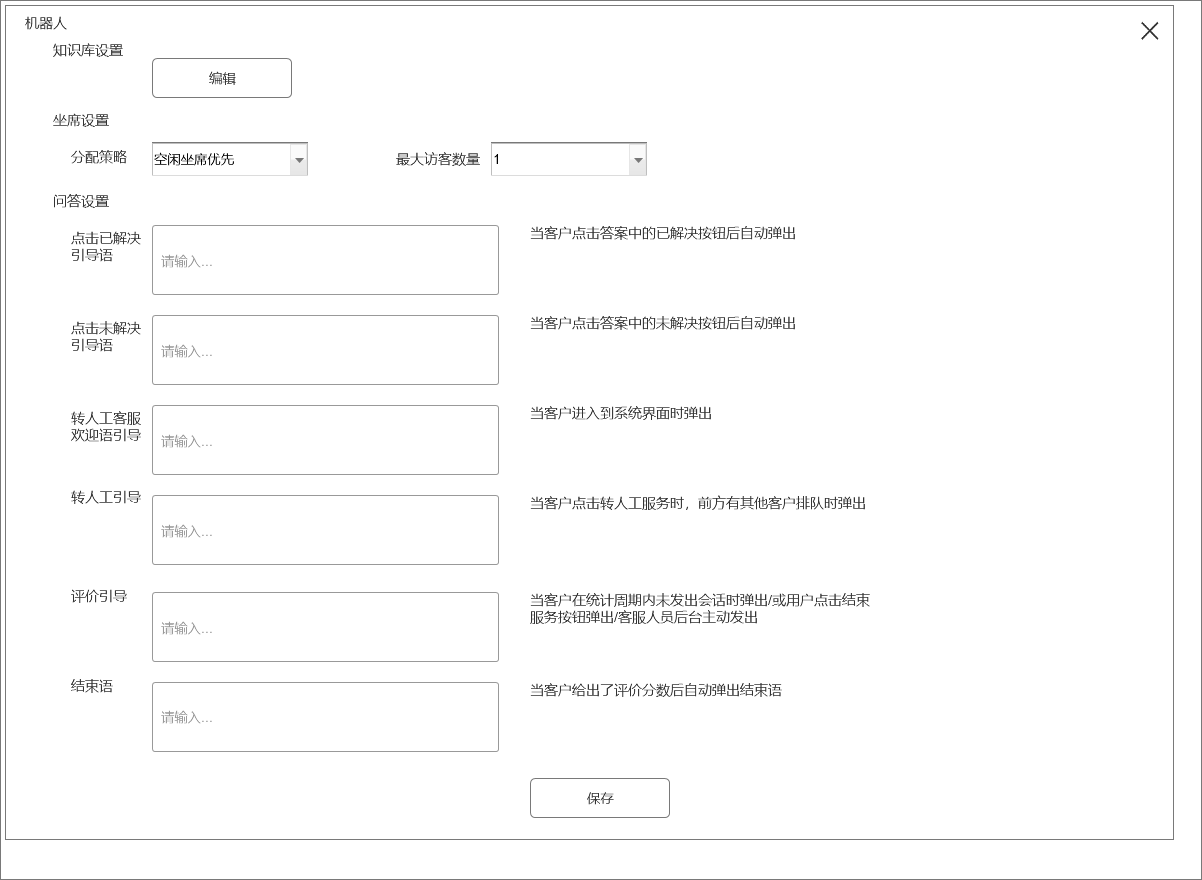 机器人
知识库设置
编辑
坐席设置
分配策略
空闲坐席优先
最大访客数量
1
问答设置
点击已解决
引导语
请输入...
当客户点击答案中的已解决按钮后自动弹出
点击未解决
引导语
请输入...
当客户点击答案中的未解决按钮后自动弹出
转人工客服
欢迎语引导
请输入...
当客户进入到系统界面时弹出
转人工引导
请输入...
当客户点击转人工服务时，前方有其他客户排队时弹出
评价引导
请输入...
当客户在统计周期内未发出会话时弹出/或用户点击结束
服务按钮弹出/客服人员后台主动发出
结束语
请输入...
当客户给出了评价分数后自动弹出结束语
保存